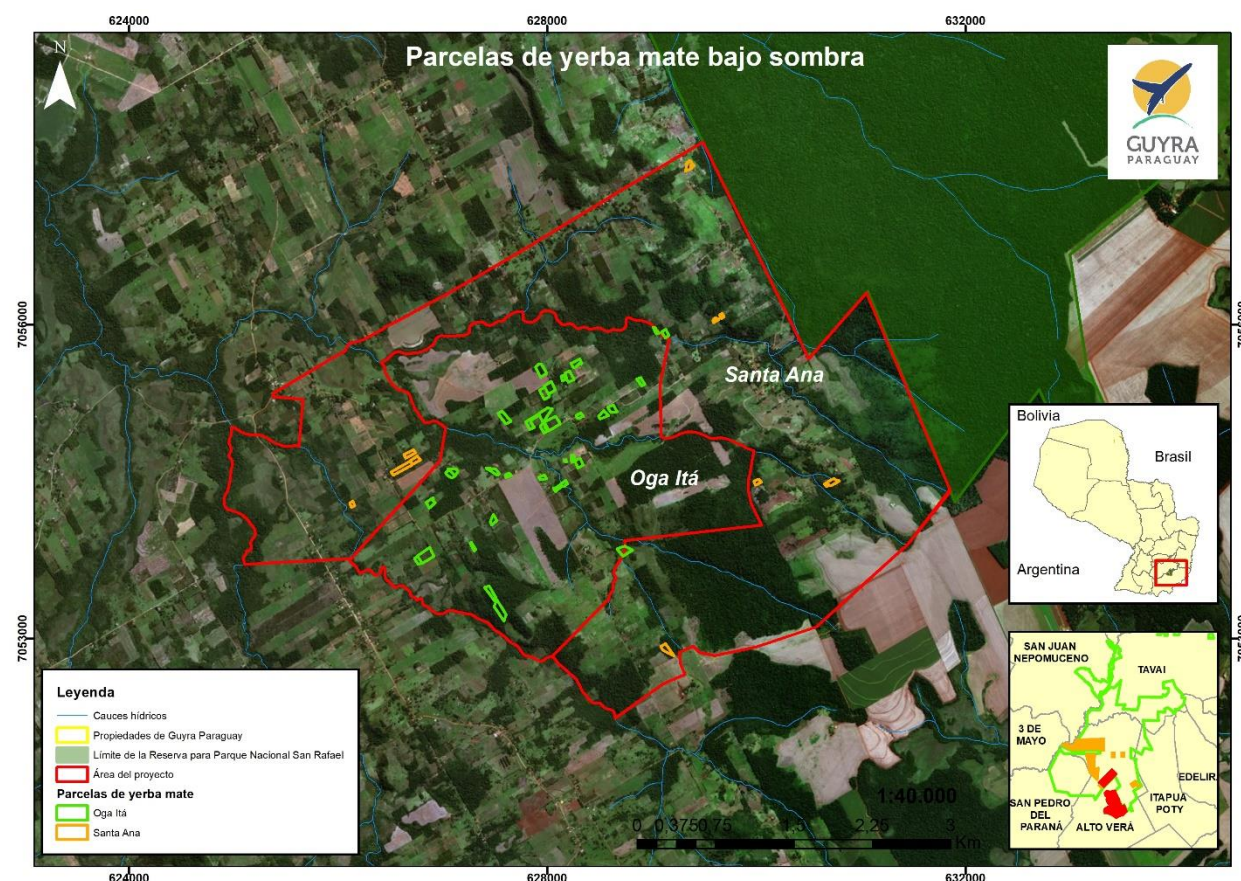 624000
628000
632000
N
Parcelas de yerba mate bajo sombra
GUYRA
PARAGUAY
7056000
7056000
Santa Ana
Oga Itá
Bolivia
Brasil
Argentina
7053000
7053000
SAN JUAN
NEPOMUCENO
TAVAI
3 DE
MAYO
EDELIRA
ITAPUA
POTY
SAN PEDRO
DEL
PARANÁ
ALTO VERÁ
Leyenda
Cauces hídricos
Propiedades de Guyra Paraguay
Límite de la Reserva para Parque Nacional San Rafael
Área del proyecto
Parcelas de yerba mate
Oga Itá
Santa Ana
1:40.000
0 0,375 0,75 1,5 2,25 3
Km
624000
628000
632000